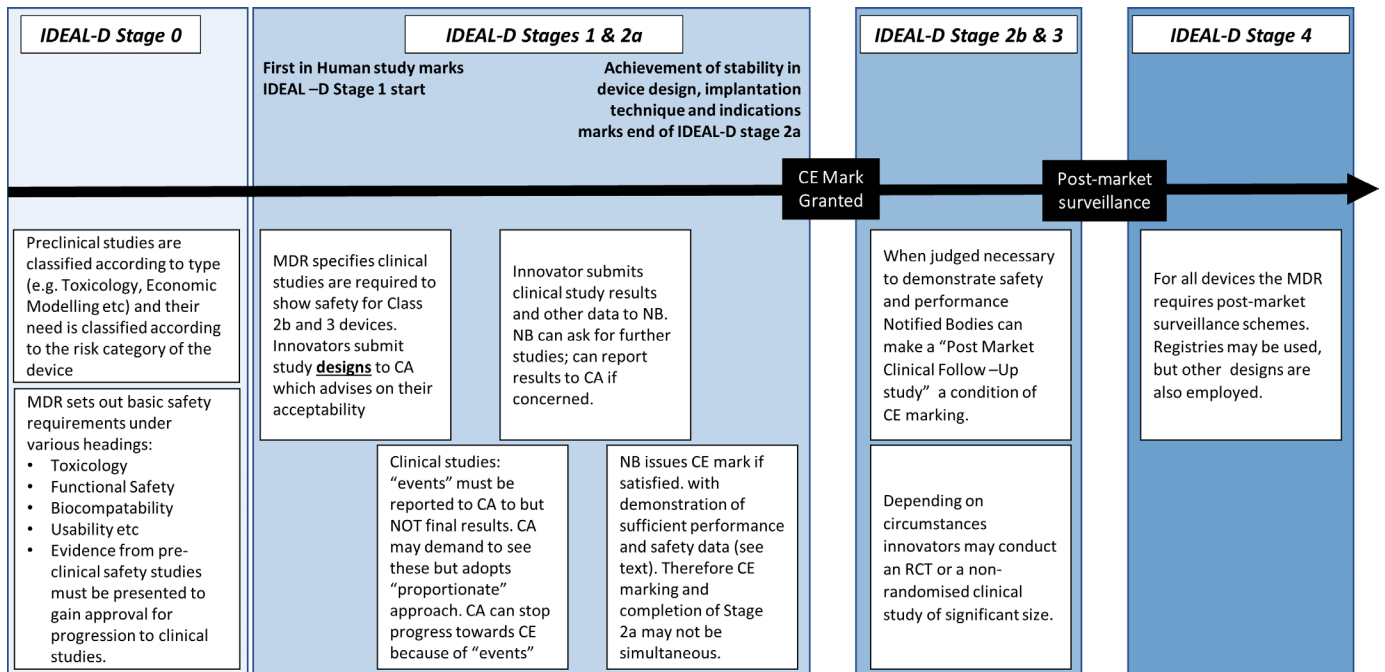 IDEAL-D Stage 0
IDEAL-D Stages 1 & 2a
IDEAL-D Stage 2b & 3
IDEAL-D Stage 4
First in Human study marks
IDEAL –D Stage 1 start
Achievement of stability in
device design, implantation
technique and indications
marks end of IDEAL-D stage 2a
CE Mark
Granted
Post-market
surveillance
Preclinical studies are
classified according to type
(e.g. Toxicology, Economic
Modelling etc) and their
need is classified according
to the risk category of the
device
MDR sets out basic safety
requirements under
various headings:
• Toxicology
• Functional Safety
• Biocompatability
• Usability etc
• Evidence from pre-
clinical safety studies
must be presented to
gain approval for
progression to clinical
studies.
MDR specifies clinical
studies are required to
show safety for Class
2b and 3 devices.
Innovators submit
study designs to CA
which advises on their
acceptability
Innovator submits
clinical study results
and other data to NB.
NB can ask for further
studies; can report
results to CA if
concerned.
Clinical studies:
“events” must be
reported to CA to but
NOT final results. CA
may demand to see
these but adopts
“proportionate”
approach. CA can stop
progress towards CE
because of “events”
NB issues CE mark if
satisfied. with
demonstration of
sufficient performance
and safety data (see
text). Therefore CE
marking and
completion of Stage
2a may not be
simultaneous.
When judged necessary
to demonstrate safety
and performance
Notified Bodies can
make a “Post Market
Clinical Follow –Up
study” a condition of
CE marking.
Depending on
circumstances
innovators may conduct
an RCT or a non-
randomised clinical
study of significant size.
For all devices the MDR
requires post-market
surveillance schemes.
Registries may be used,
but other designs are
also employed.